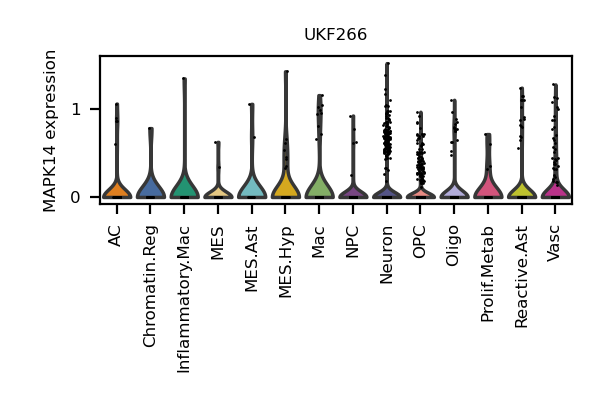 UKF266
MAPK14 expression
1
0
AC
Chromatin.Reg
Inflammatory.Mac
MES
MES.Ast
MES.Hyp
Mac
NPC
Neuron
OPC
Oligo
Prolif.Metab
Reactive.Ast
Vasc